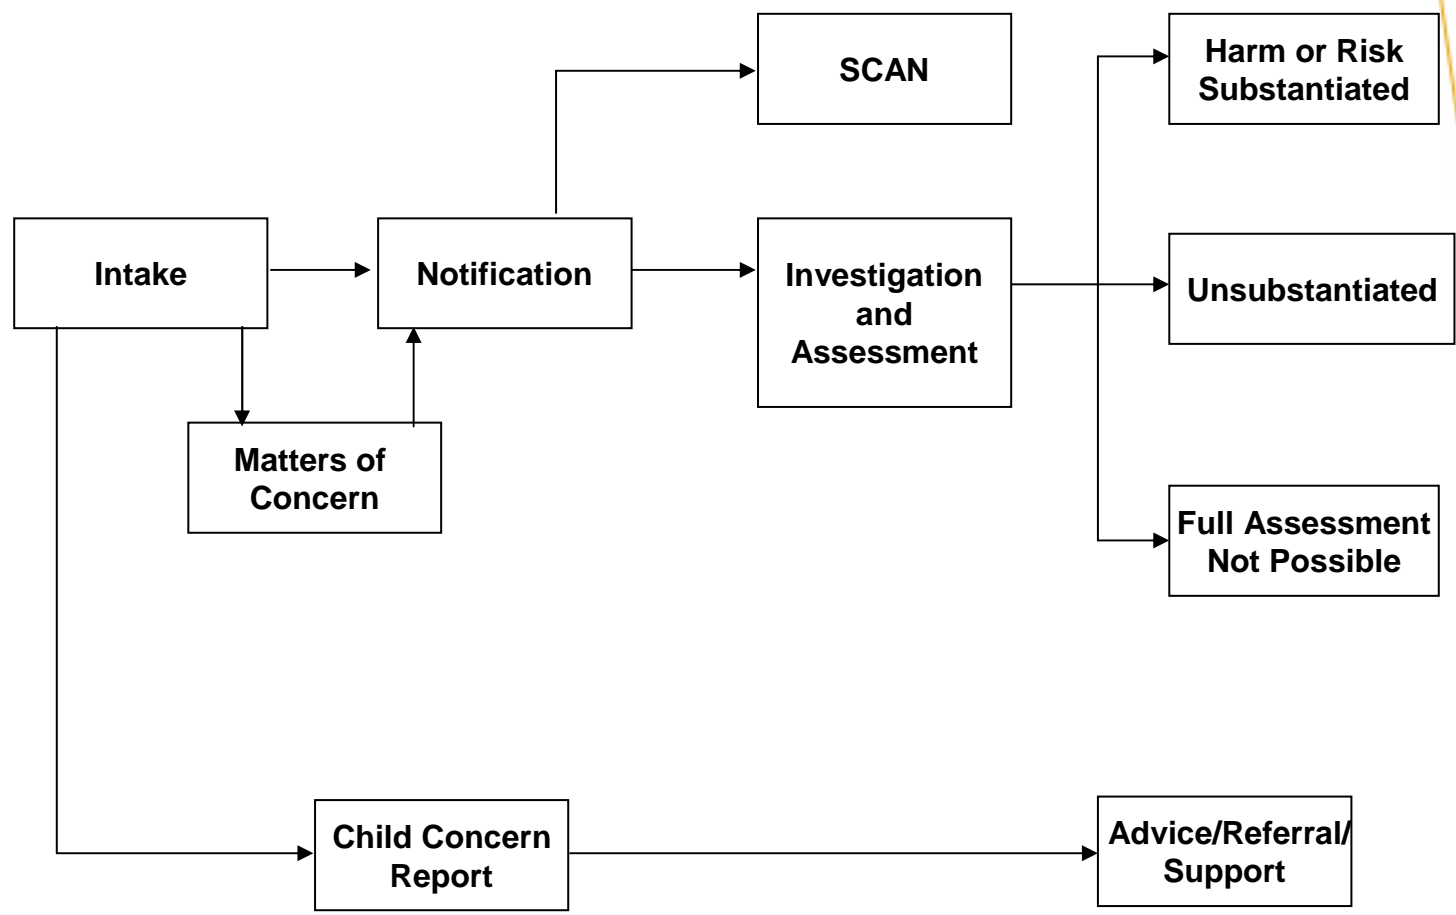 SCAN
Harm or Risk
Substantiated
Intake
Notification
Investigation
and
Assessment
Unsubstantiated
Matters of
Concern
Full Assessment
Not Possible
Child Concern
Report
Advice/Referral/
Support